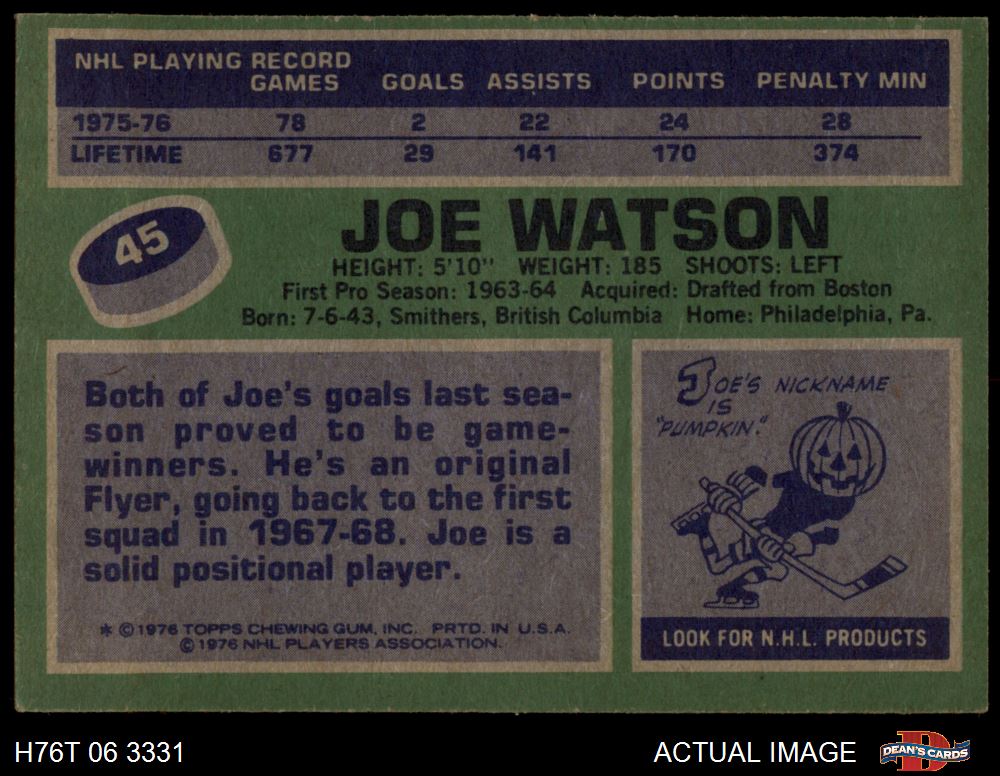 NHL PLAYING RECORD
GAMES GOALS ASSISTS POINTS PENALTY MIN
1975-76 78 2 22 24 28
LIFETIME 677 29 141 170 374
45
JOE WATSON
HEIGHT: 5'10" WEIGHT: 185 SHOOTS: LEFT
First Pro Season: 1963-64 Acquired: Drafted from Boston
Born: 7-6-43, Smithers, British Columbia Home: Philadelphia, Pa.
Both of Joe's goals last sea-
son proved to be game-
winners. He's an original
Flyer, going back to the first
squad in 1967-68. Joe is a
solid positional player.
* © 1976 TOPPS CHEWING GUM, INC. PRTD. IN U.S.A.
© 1976 NHL PLAYERS ASSOCIATION.
JOE'S NICKNAME
IS
"PUMPKIN."
LOOK FOR N.H.L. PRODUCTS
H76T 06 3331
ACTUAL IMAGE
D
DEAN'S CARDS